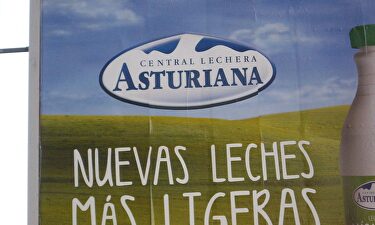 CENTRAL LECHERA
ASTURIANA
NUEVAS LECHES
MÁS LIGERAS